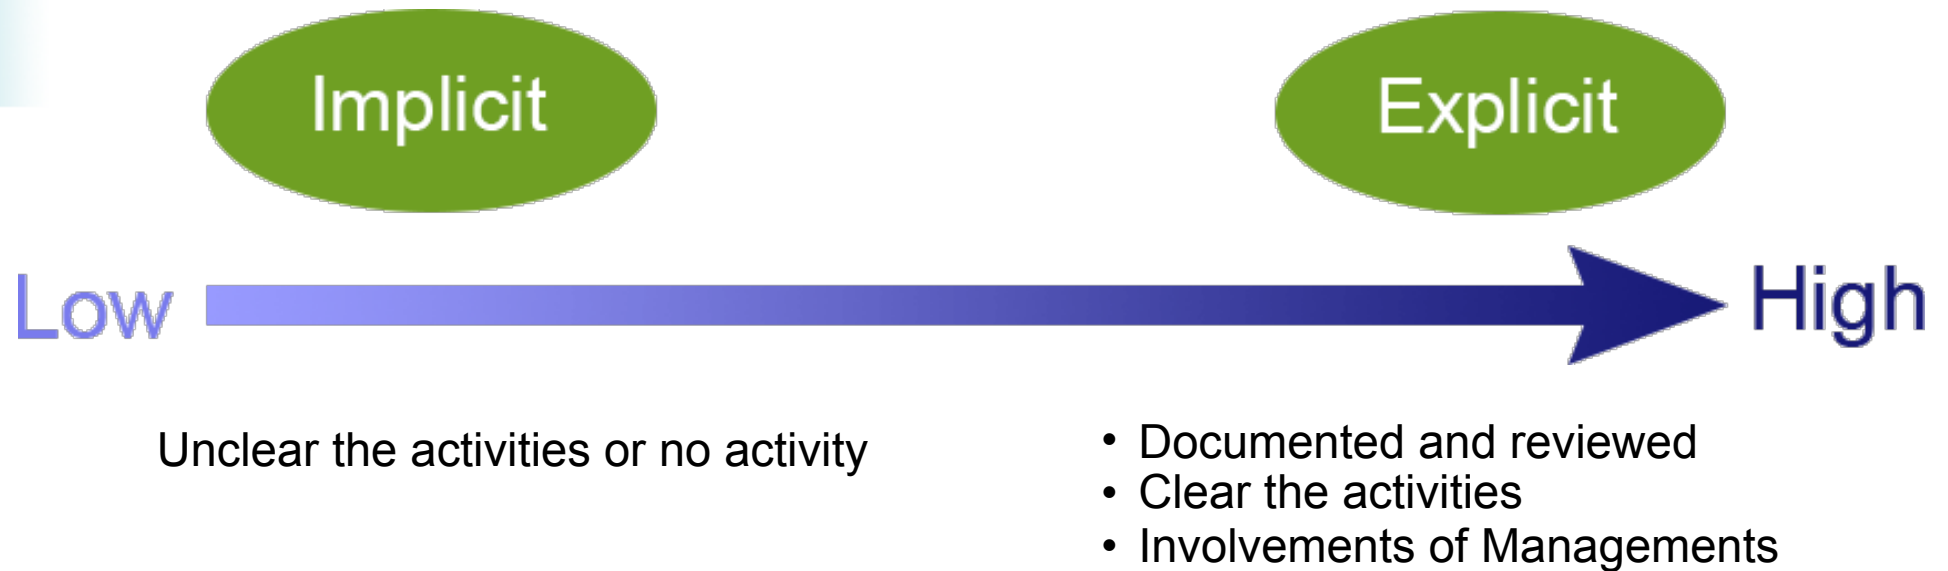 Implicit
Explicit
Low
High
Unclear the activities or no activity
• Documented and reviewed
• Clear the activities
• Involvements of Managements